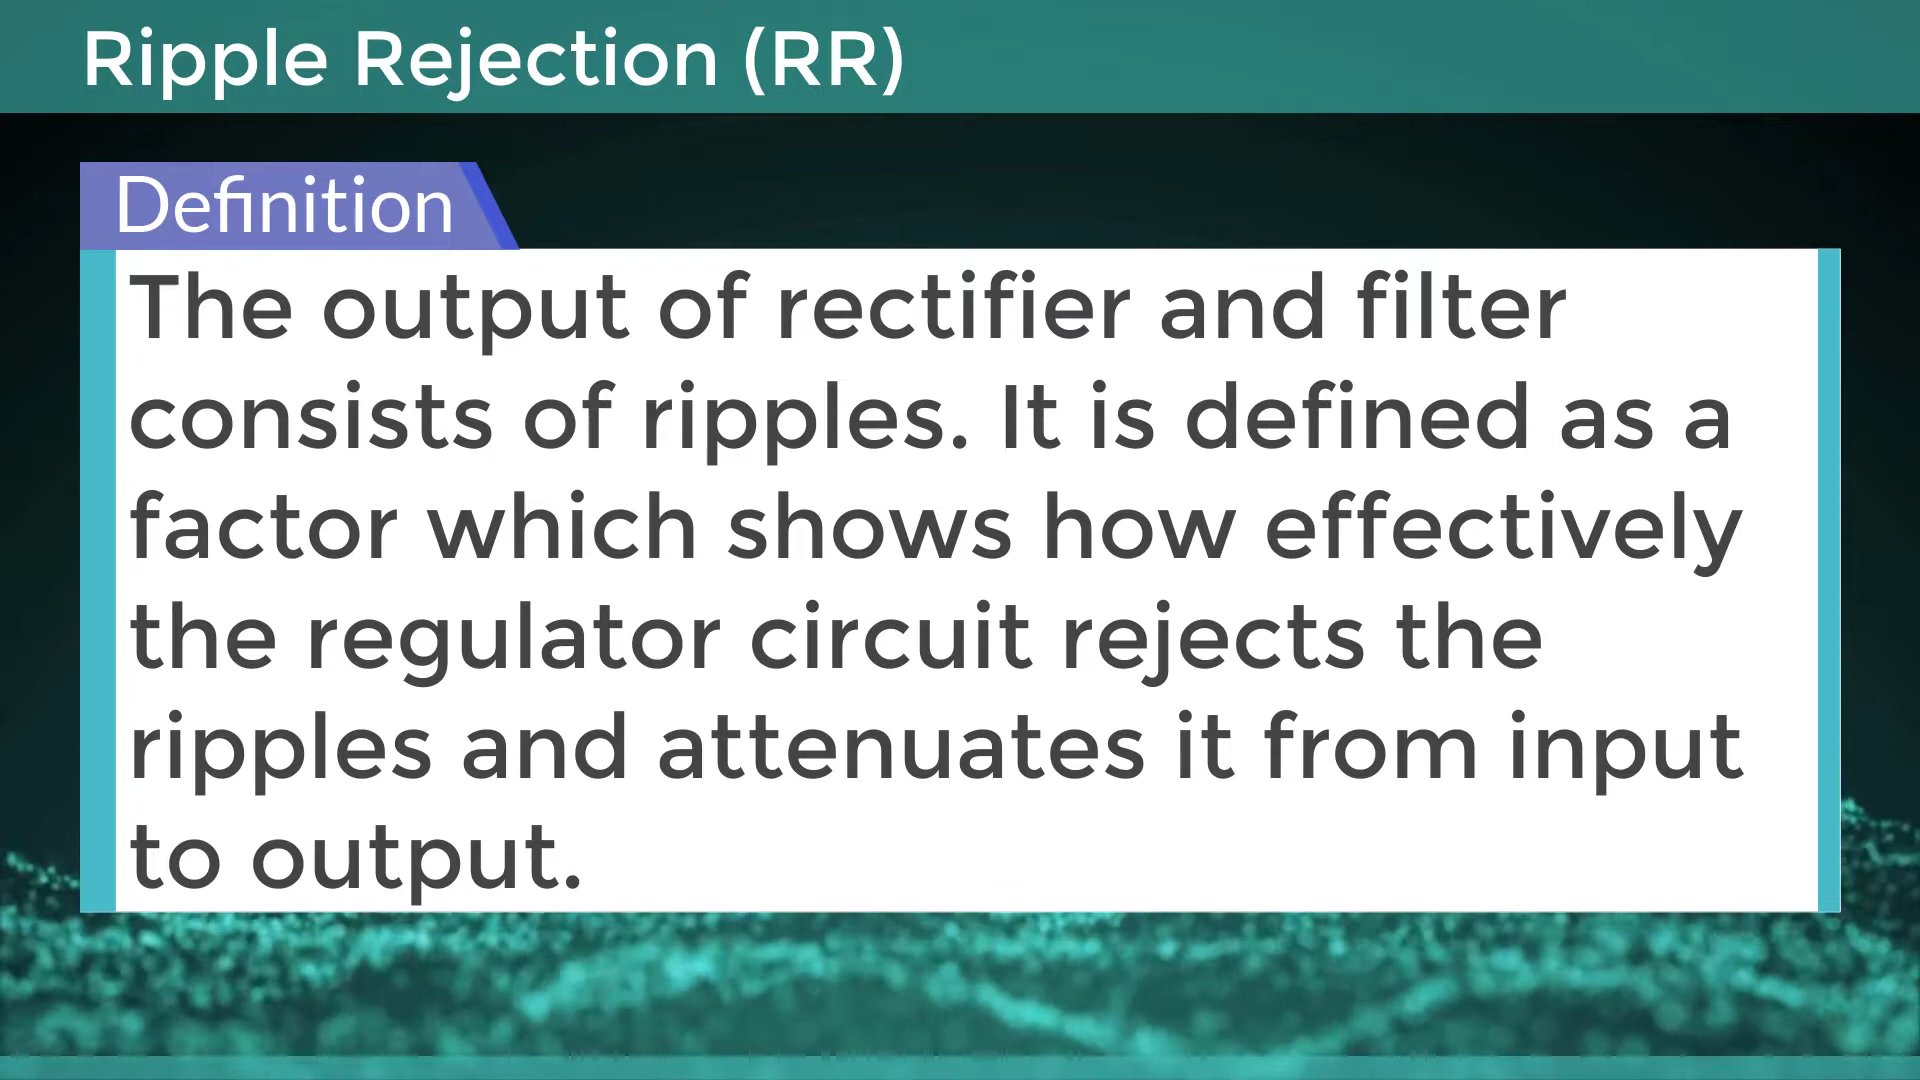 Ripple Rejection (RR)
Definition
The output of rectifier and filter
consists of ripples. It is defined as a
factor which shows how effectively
the regulator circuit rejects the
ripples and attenuates it from input
to output.